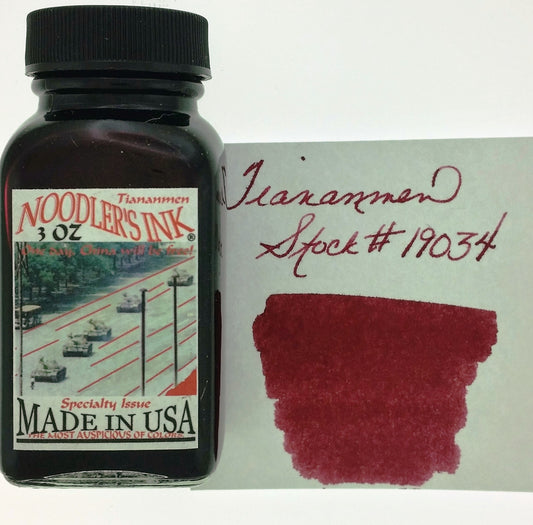 Tiananmen
NOODLER'S INK®
3 OZ
One day, China will be free!
Specialty Issue
MADE IN USA
THE MOST AUSPICIOUS OF COLORS!
Tiananmen
Stock # 19034